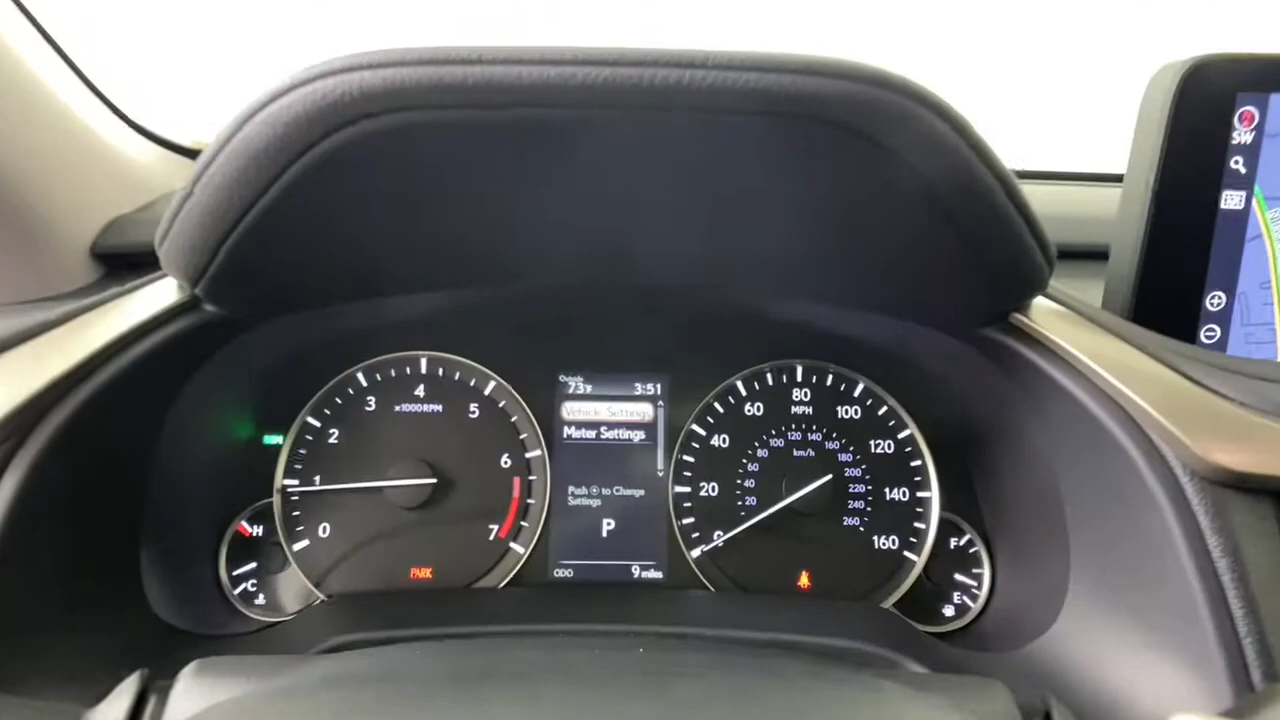 SW
4
3
5
x1000RPM
2
6
1
0
7
H
C
PARK
Outside
73°F 3:51
Vehicle Settings
Meter Settings
Push to Change
Settings
P
ODO 9 miles
80
MPH
60
100
40
120
20
140
0
160
120
140
100
160
80
km/h
180
60
200
40
220
20
240
260
F
E